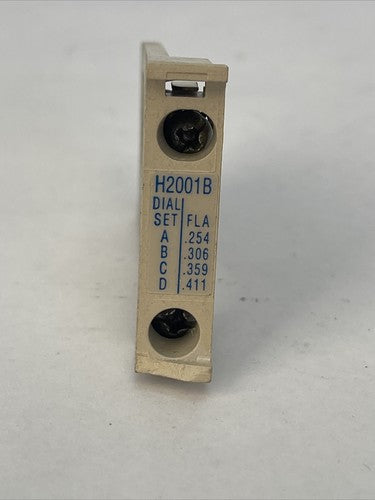 H2001B
DIAL
SET FLA
A .254
B .306
C .359
D .411